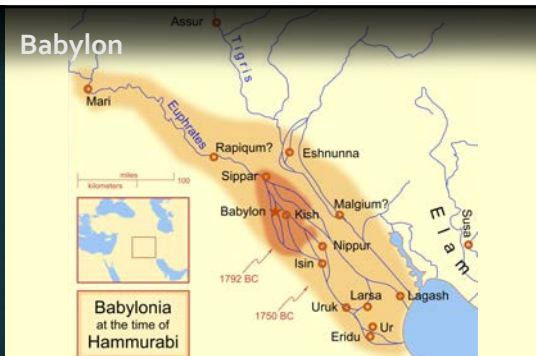 Babylon
Assur
Tigris
Mari
Euphrates
Rapiqum?
Eshnunna
miles
kilometers
100
Sippar
Babylon
Kish
Malgium?
Elam
Susa
Nippur
Isin
1792 BC
1750 BC
Uruk
Larsa
Lagash
Ur
Eridu
Babylonia
at the time of
Hammurabi